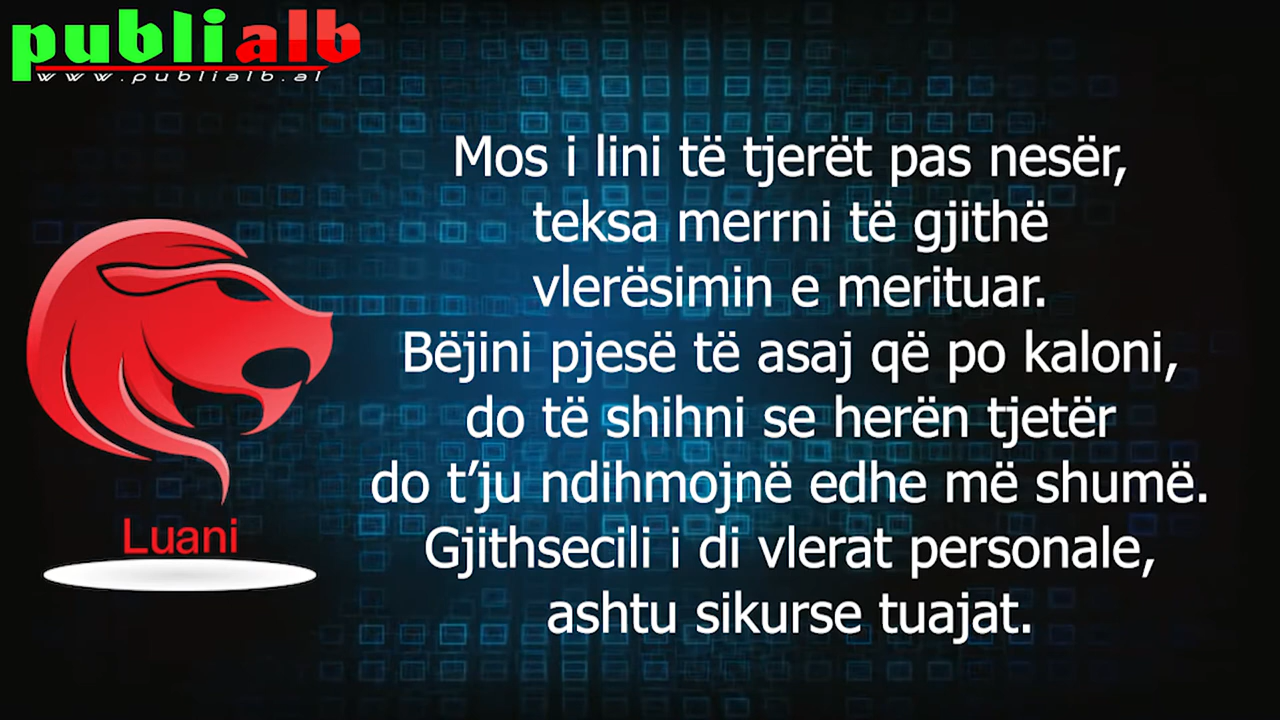 publialb
www.publialb.al
Mos i lini të tjerët pas nesër,
teksa merrni të gjithë
vlerësimin e merituar.
Bëjini pjesë të asaj që po kaloni,
do të shihni se herën tjetër
do t’ju ndihmojnë edhe më shumë.
Gjithsecili i di vlerat personale,
ashtu sikurse tuajat.
Luani